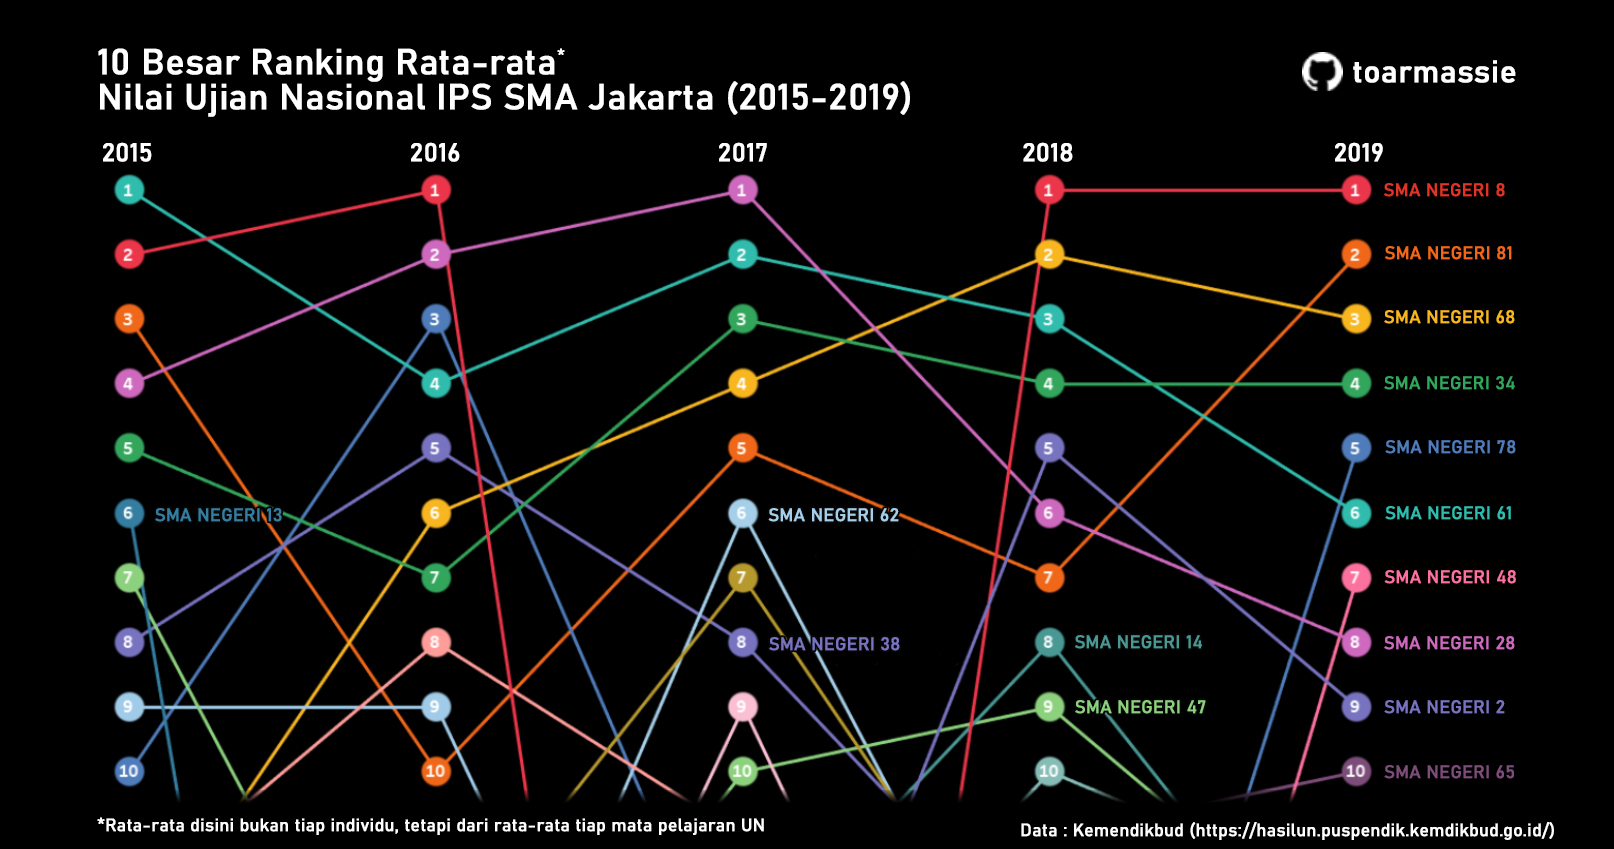 10 Besar Ranking Rata-rata*
Nilai Ujian Nasional IPS SMA Jakarta (2015-2019)
toarmassie
2015 2016 2017 2018 2019
1 1 1 1 1 SMA NEGERI 8
2 2 2 2 2 SMA NEGERI 81
3 3 3 3 3 SMA NEGERI 68
4 4 4 4 4 SMA NEGERI 34
5 5 5 5 5 SMA NEGERI 78
6 SMA NEGERI 13 6 6 SMA NEGERI 62 6 6 SMA NEGERI 61
7 7 7 7 7 SMA NEGERI 48
8 8 8 SMA NEGERI 38 8 SMA NEGERI 14 8 SMA NEGERI 28
9 9 9 9 SMA NEGERI 47 9 SMA NEGERI 2
10 10 10 10 10 SMA NEGERI 65
*Rata-rata disini bukan tiap individu, tetapi dari rata-rata tiap mata pelajaran UN
Data : Kemendikbud (https://hasilun.puspendik.kemdikbud.go.id/)